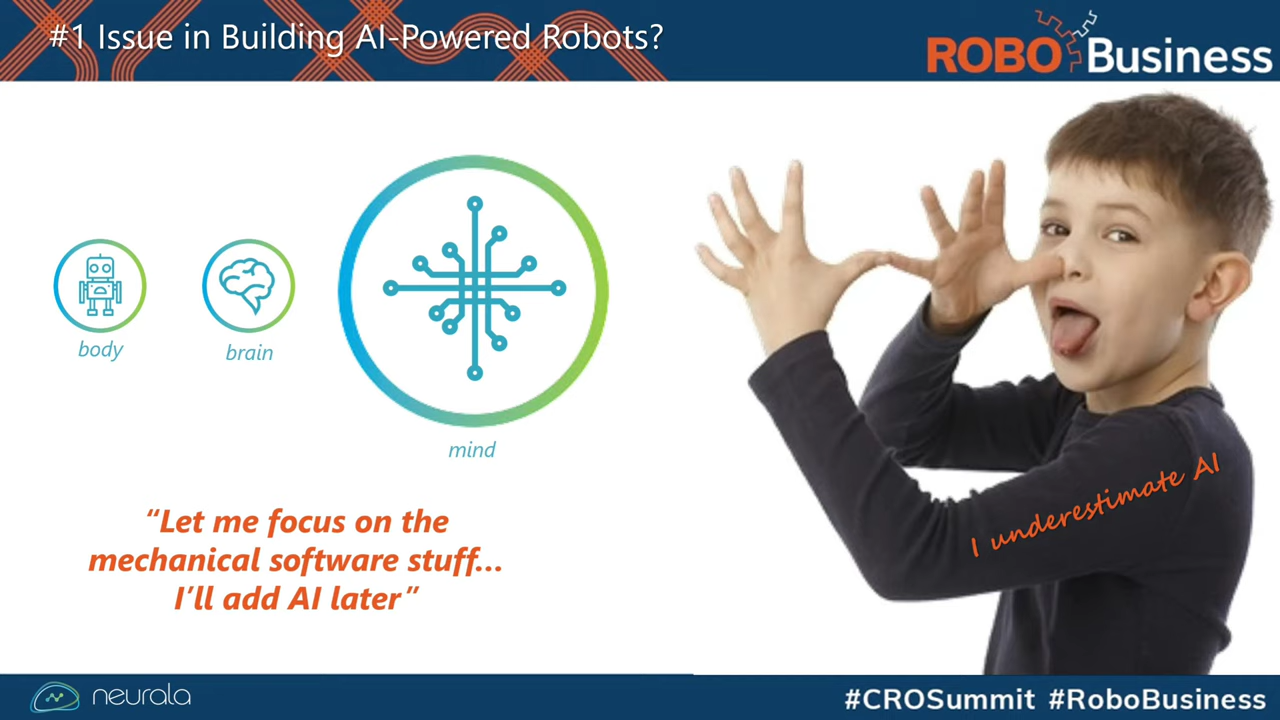 #1 Issue in Building AI-Powered Robots?
ROBO Business
body
brain
mind
“Let me focus on the
mechanical software stuff...
I’ll add AI later”
I underestimate AI
neurala
#CROSummit #RoboBusiness